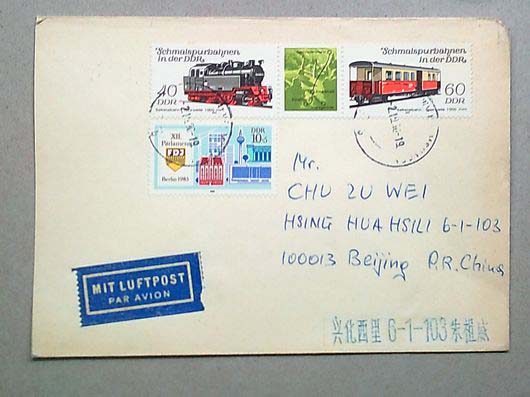 "Schmalspurbahnen
in der DDR"
40
DDR
"Schmalspurbahnen
in der DDR"
60
DDR
XII.
Parlament
FDJ
Berlin 1985
DDR
10+5
Mr.
CHU ZU WEI
HSING HUA HSILI 6-1-103
100013 Beijing P.R. China
MIT LUFTPOST
PAR AVION
兴化西里 6-1-103 朱祖威